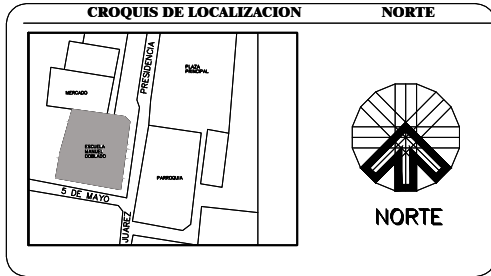 CROQUIS DE LOCALIZACION
NORTE
PLAZA
PRINCIPAL
PRESIDENCIA
MERCADO
ESCUELA
MANUEL
DOBLADO
PARROQUIA
5 DE MAYO
JUAREZ
NORTE